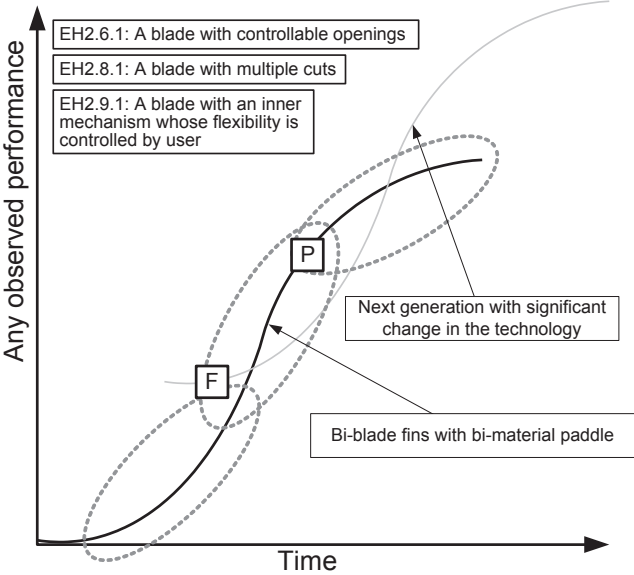 EH2.6.1: A blade with controllable openings
EH2.8.1: A blade with multiple cuts
EH2.9.1: A blade with an inner
mechanism whose flexibility is
controlled by user
Any observed performance
P
Next generation with significant
change in the technology
F
Bi-blade fins with bi-material paddle
Time